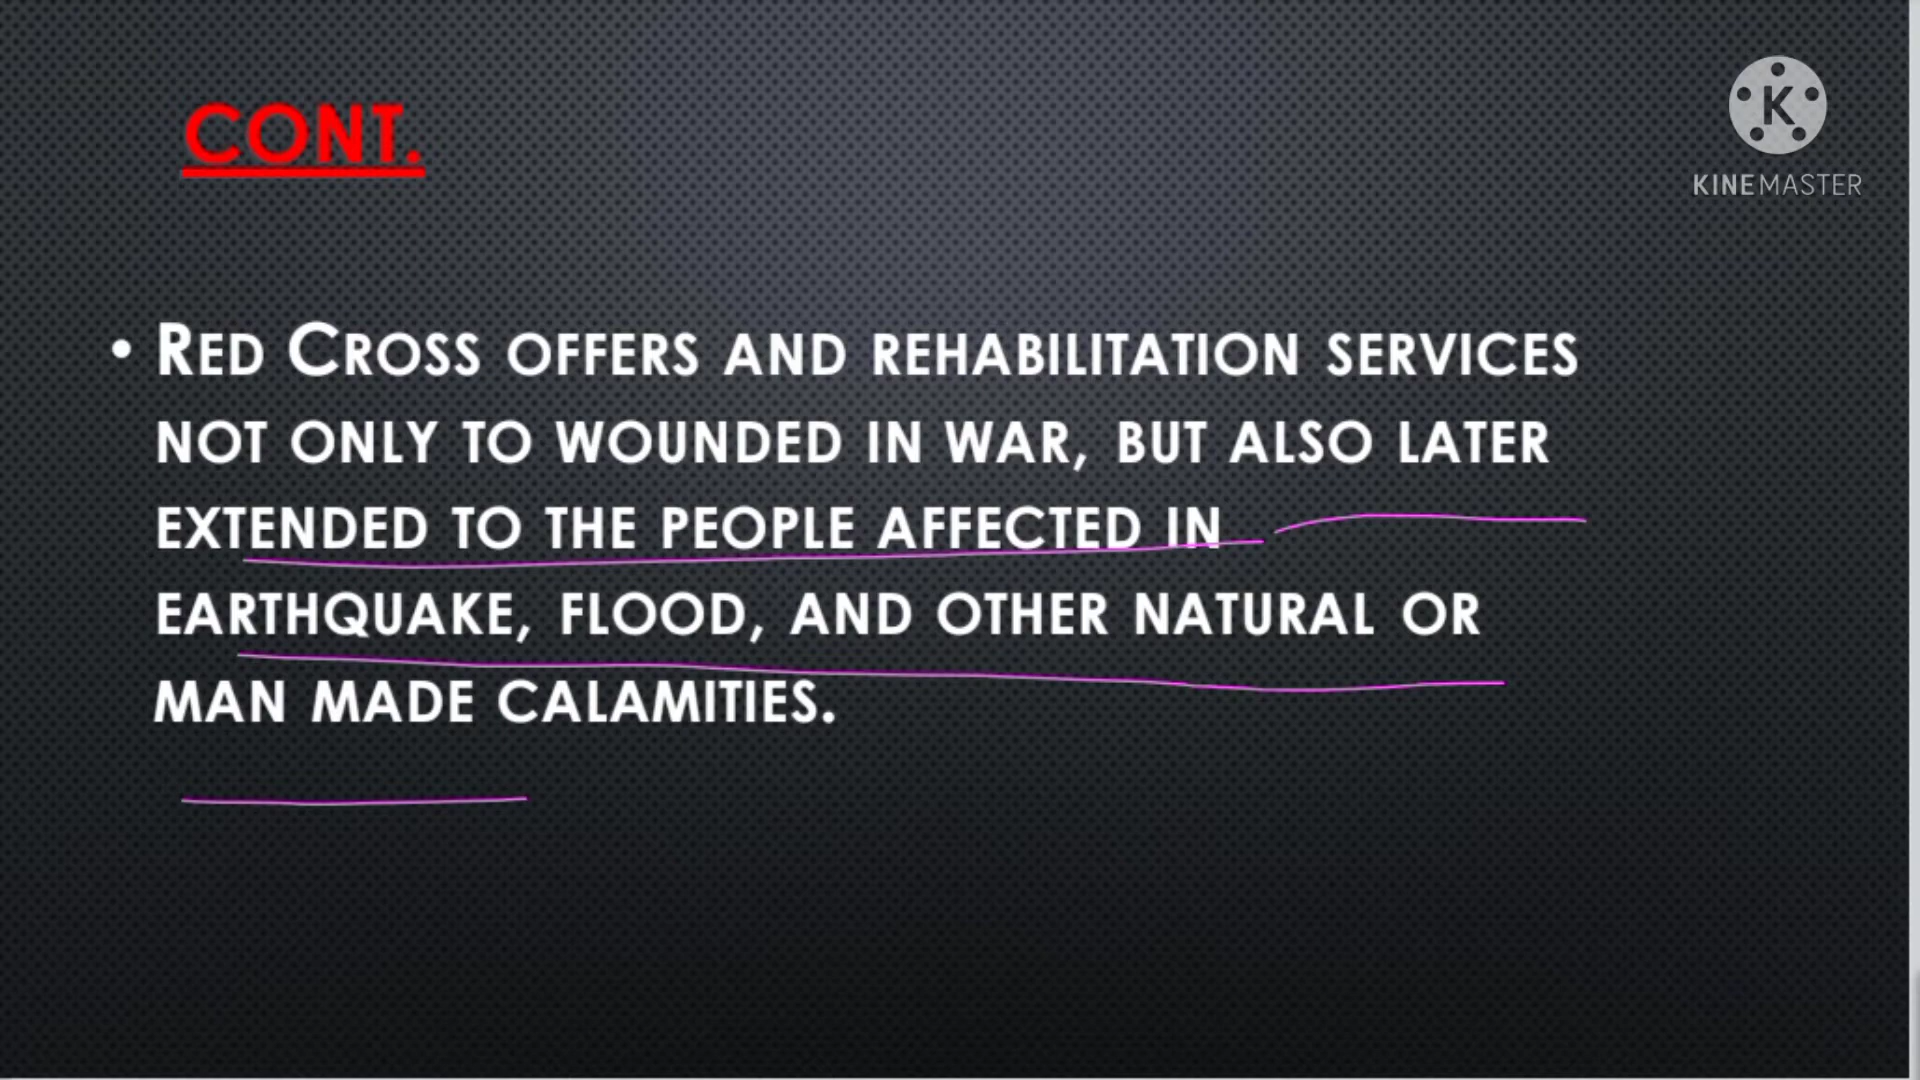 CONT.
K
KINEMASTER
• RED CROSS OFFERS AND REHABILITATION SERVICES
NOT ONLY TO WOUNDED IN WAR, BUT ALSO LATER
EXTENDED TO THE PEOPLE AFFECTED IN
EARTHQUAKE, FLOOD, AND OTHER NATURAL OR
MAN MADE CALAMITIES.